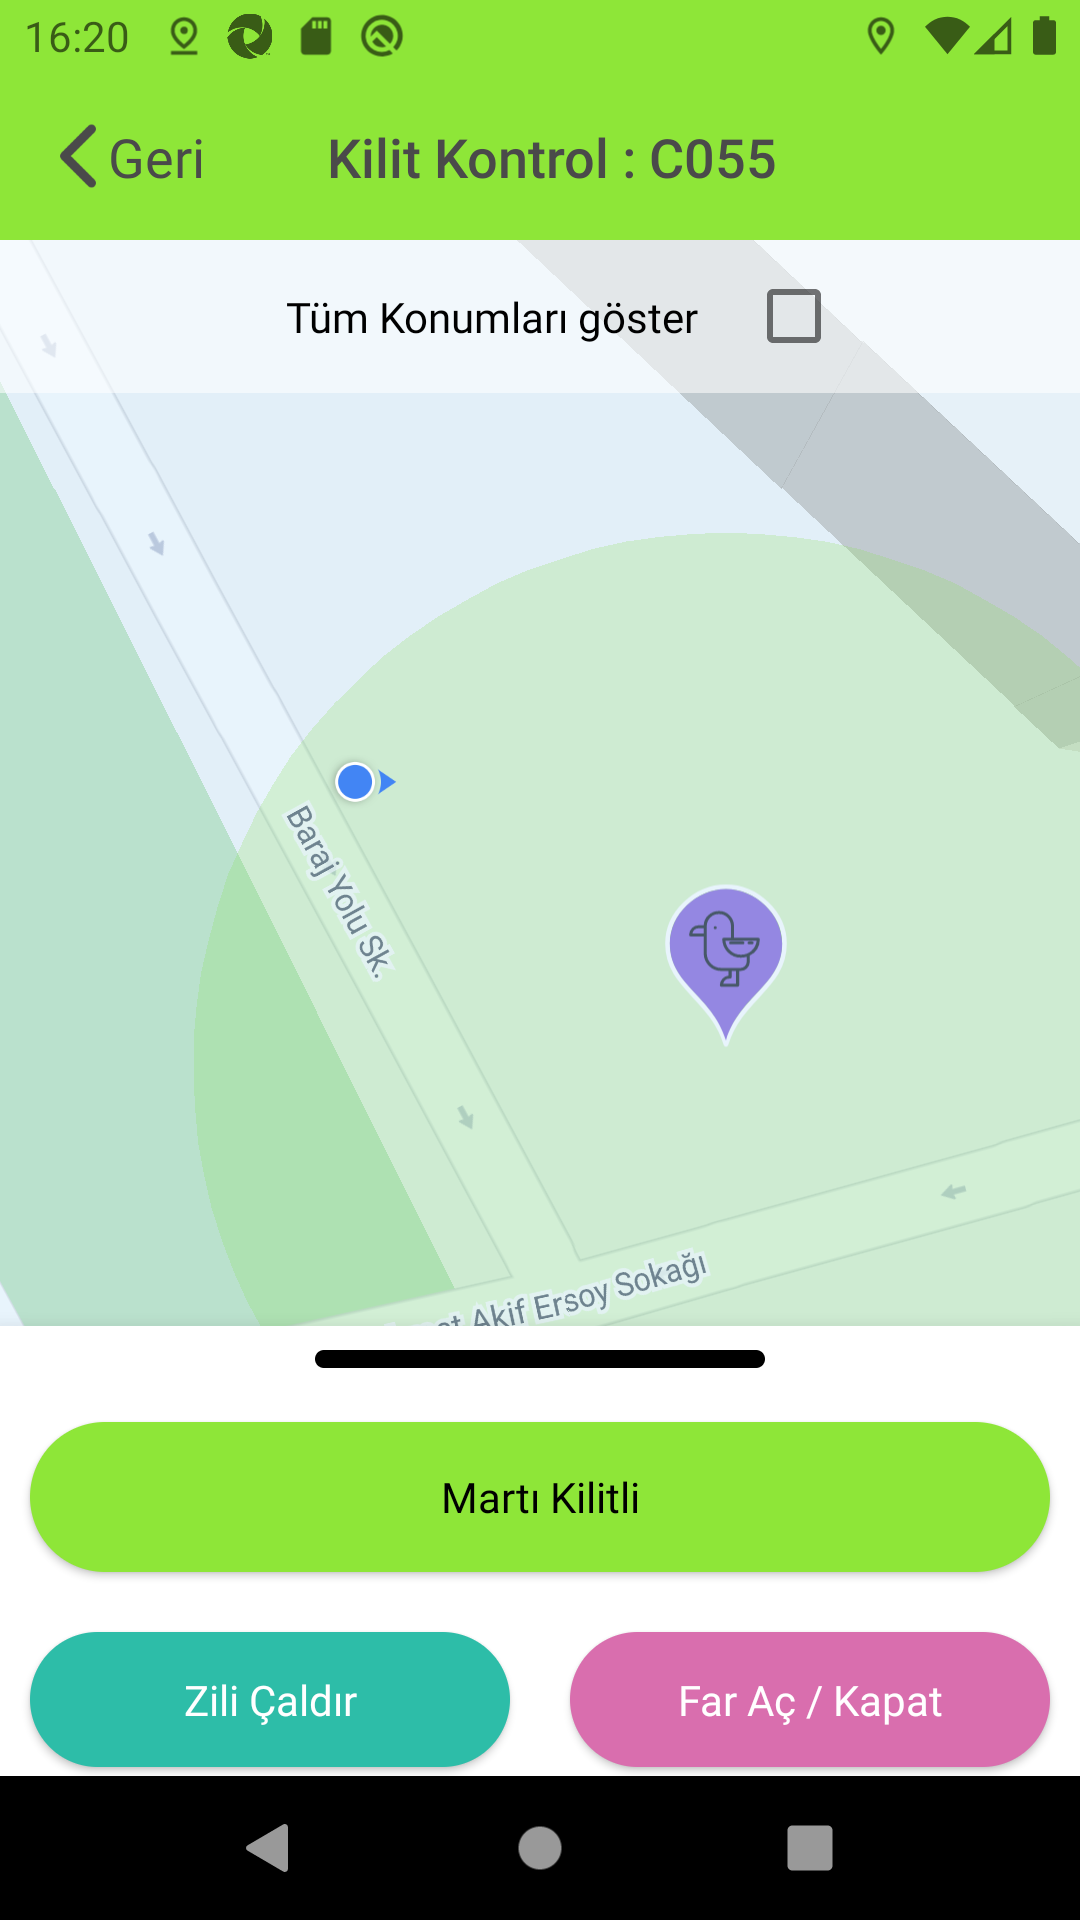 16:20
Geri
Kilit Kontrol : C055
Tüm Konumları göster
Baraj Yolu Sk.
Akif Ersoy Sokağı
Martı Kilitli
Zili Çaldır
Far Aç / Kapat